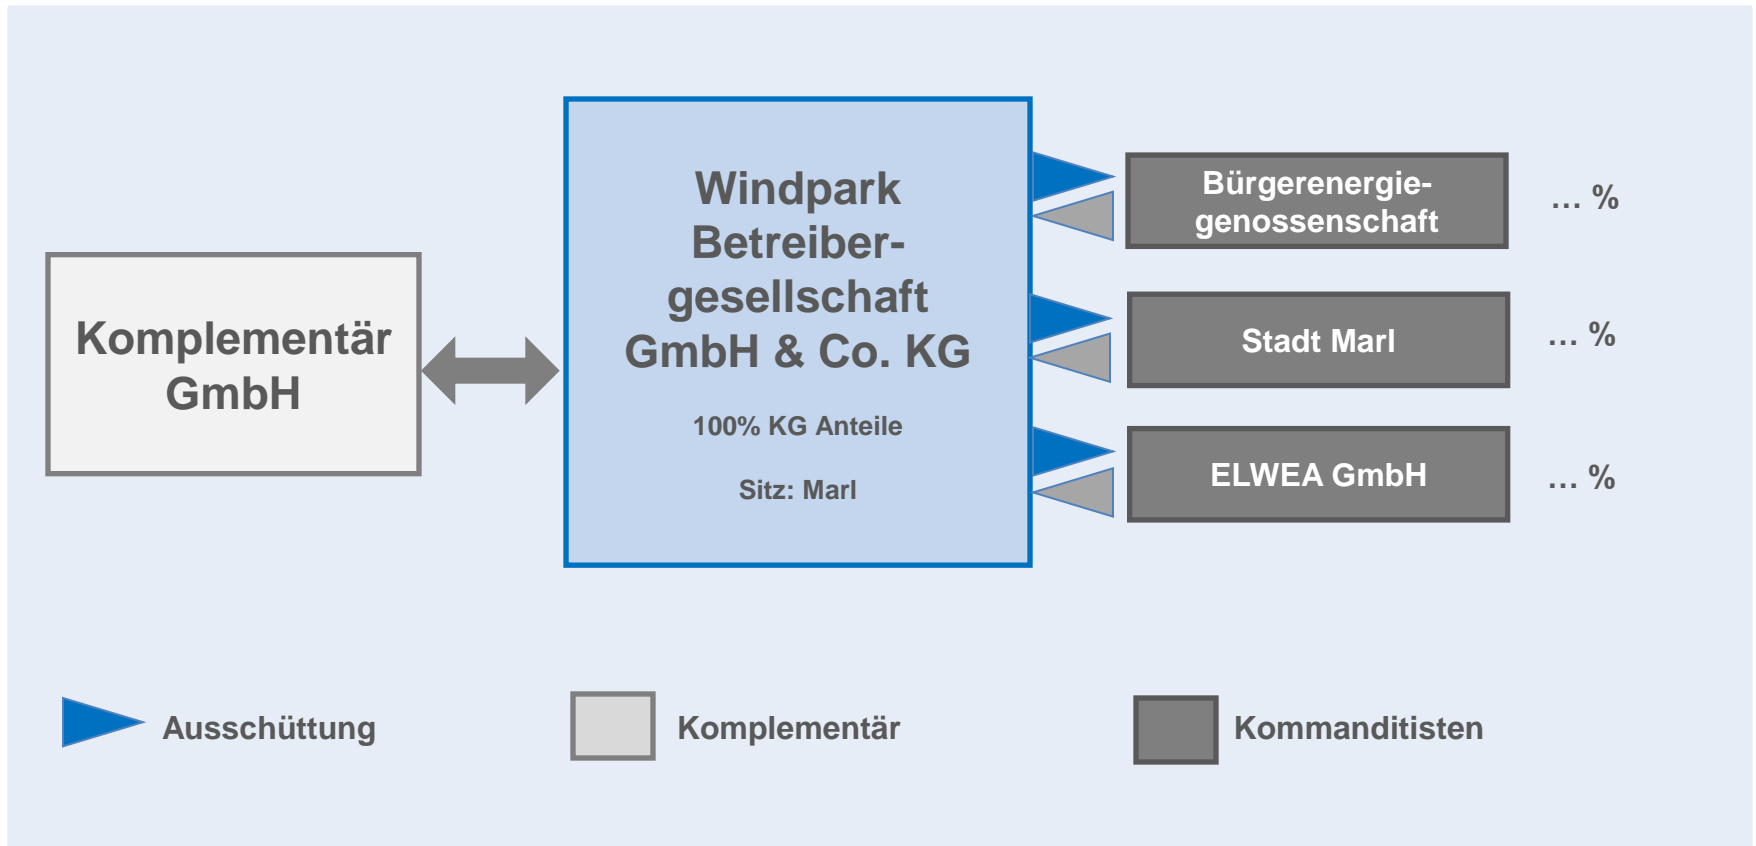 Komplementär
GmbH
Windpark
Betreiber-
gesellschaft
GmbH & Co. KG
100% KG Anteile
Sitz: Marl
Bürgerenergie-
genossenschaft
... %
Stadt Marl
... %
ELWEA GmbH
... %
Ausschüttung
Komplementär
Kommanditisten